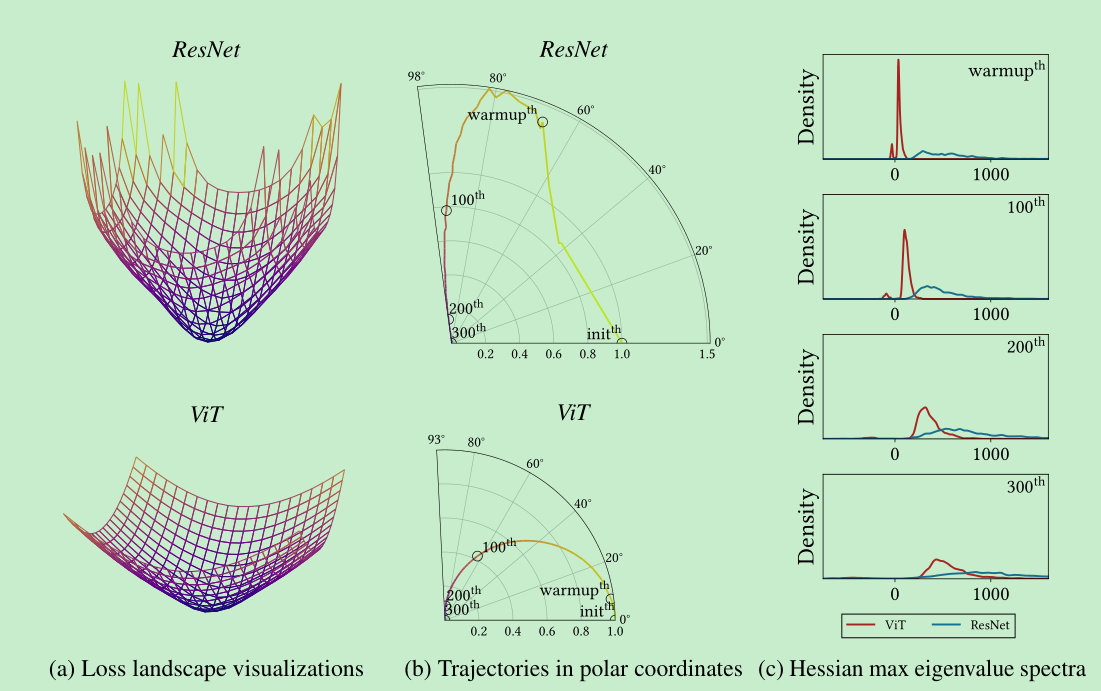 ResNet
ViT
(a) Loss landscape visualizations
ResNet
98°
80°
60°
40°
20°
0°
warmup^th
100^th
200^th
300^th
init^th
0.2 0.4 0.6 0.8 1.0 1.5
ViT
93°
80°
60°
40°
20°
0°
100^th
warmup^th
200^th
300^th
init^th
0.2 0.4 0.6 0.8 1.0
(b) Trajectories in polar coordinates
Density
warmup^th
0 1000
Density
100^th
0 1000
Density
200^th
0 1000
Density
300^th
0 1000
ViT ResNet
(c) Hessian max eigenvalue spectra